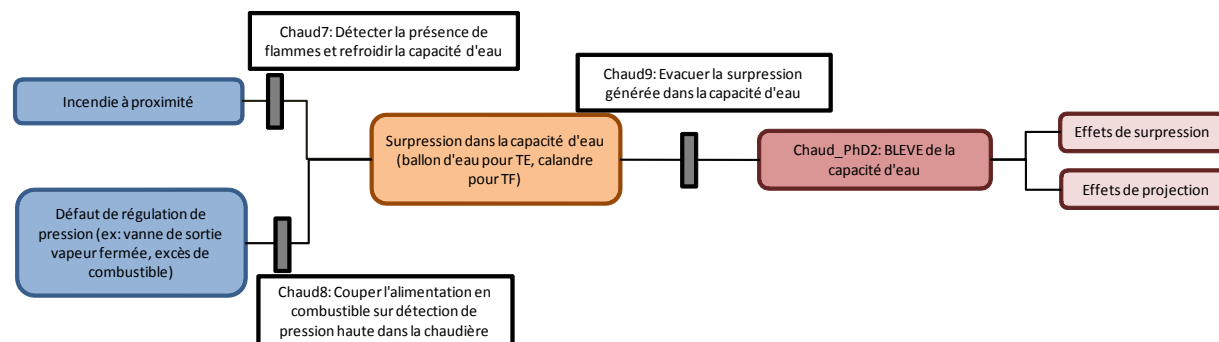 Chaud7: Détecter la présence de
flammes et refroidir la capacité d'eau
Incendie à proximité
Chaud9: Evacuer la surpression
générée dans la capacité d'eau
Surpression dans la capacité d'eau
(ballon d'eau pour TE, calandre
pour TF)
Chaud_PhD2: BLEVE de la
capacité d'eau
Effets de surpression
Effets de projection
Défaut de régulation de
pression (ex: vanne de sortie
vapeur fermée, excès de
combustible)
Chaud8: Couper l'alimentation en
combustible sur détection de
pression haute dans la chaudière